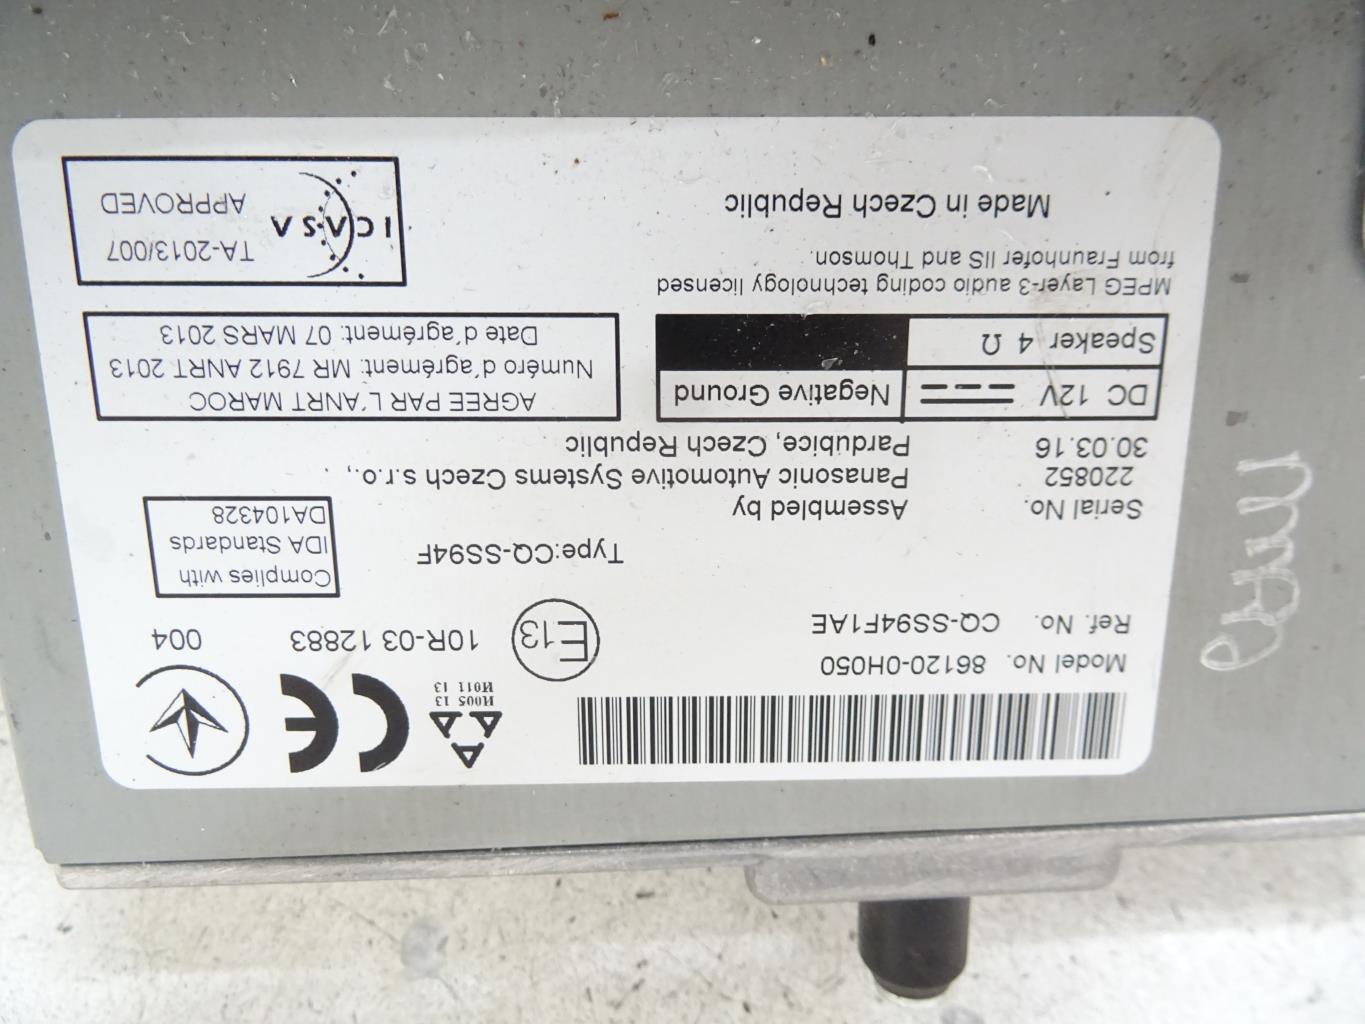 Model No. 86120-0H050
Ref. No. CQ-SS94F1AE
И005 13
И011 13
E13
10R-03 12883
004
Type:CQ-SS94F
Complies with
IDA Standards
DA104328
Serial No.
220852
30.03.16
Assembled by
Panasonic Automotive Systems Czech s.r.o.,
Pardubice, Czech Republic
DC 12V
Negative Ground
Speaker 4 Ω
AGREE PAR L'ANRT MAROC
Numéro d'agrément: MR 7912 ANRT 2013
Date d'agrément: 07 MARS 2013
MPEG Layer-3 audio coding technology licensed
from Fraunhofer IIS and Thomson.
Made in Czech Republic
ICASA
TA-2013/007
APPROVED